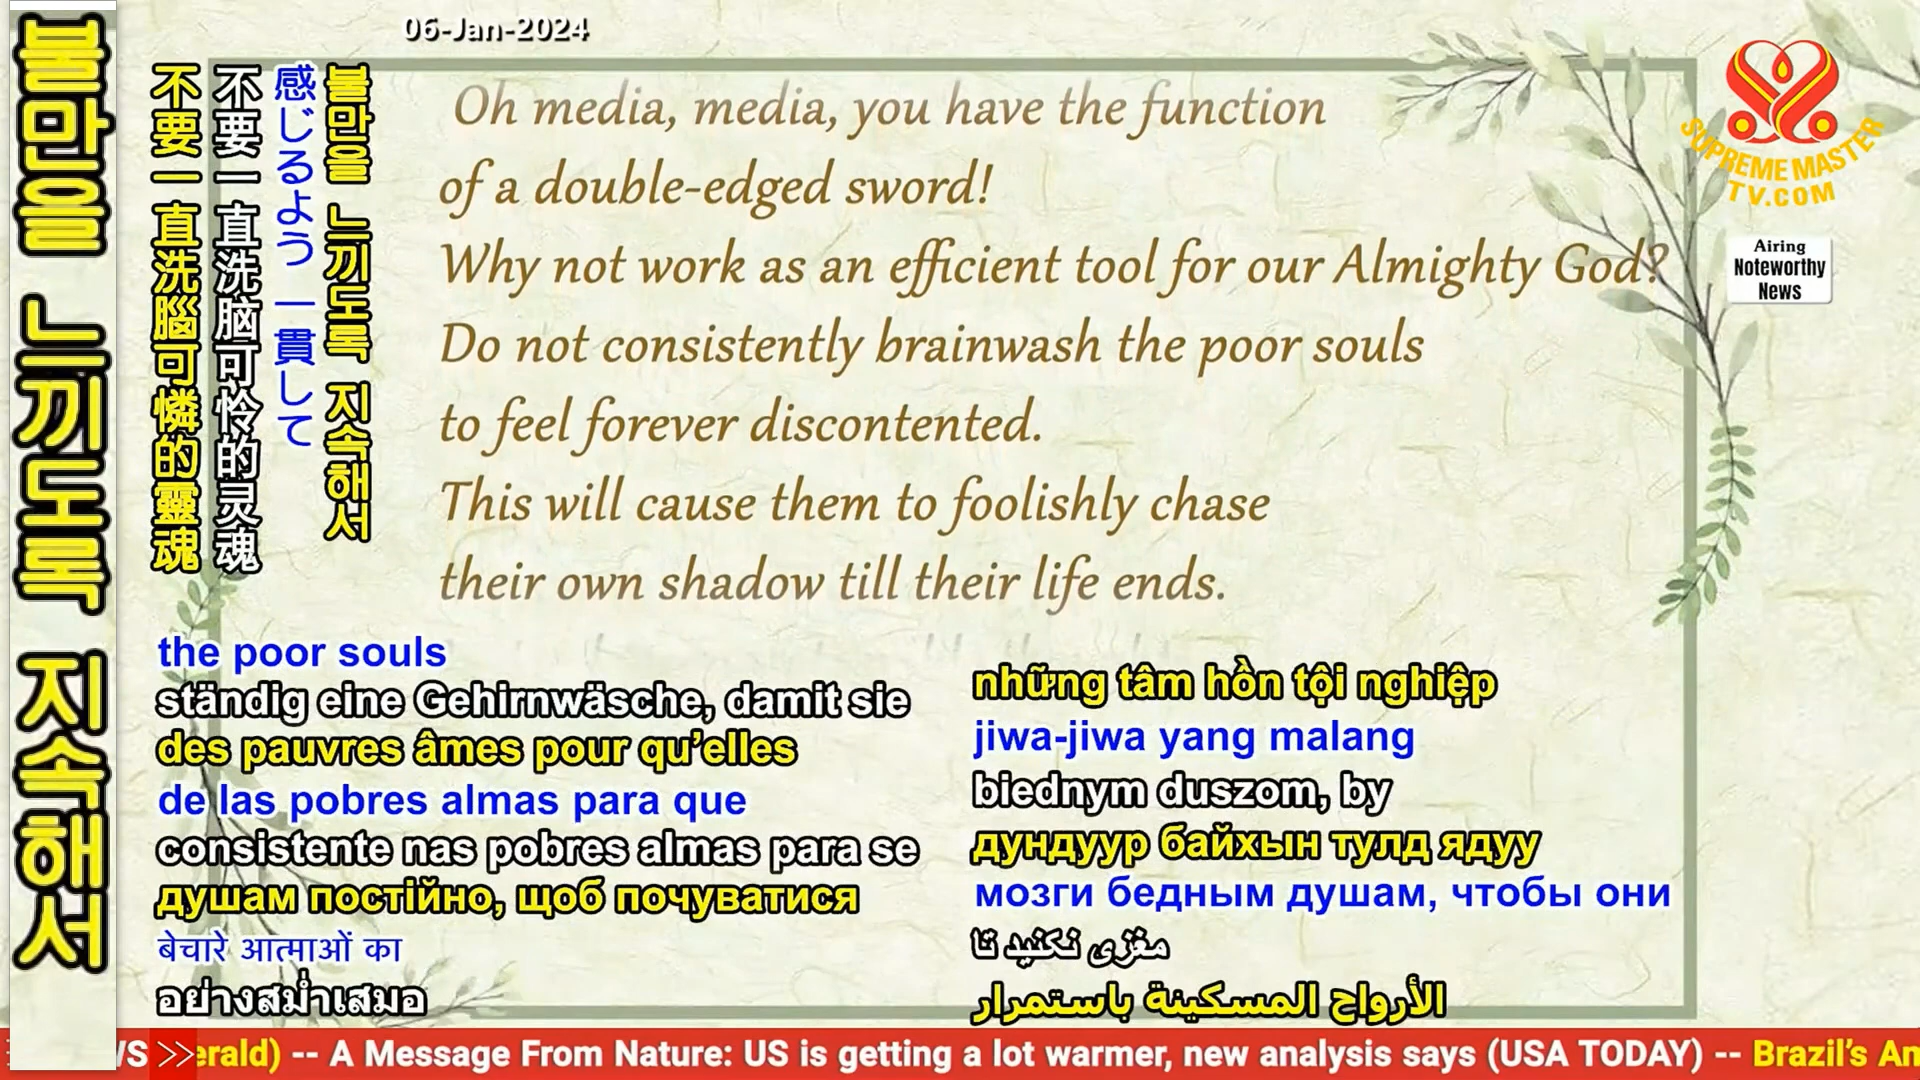 06-Jan-2024
불만을 느끼도록 지속해서
不要一直洗腦可憐的靈魂
不要一直洗脑可怜的灵魂
感じるよう 一貫して
불만을 느끼도록 지속해서
Oh media, media, you have the function
of a double-edged sword!
Why not work as an efficient tool for our Almighty God?
Do not consistently brainwash the poor souls
to feel forever discontented.
This will cause them to foolishly chase
their own shadow till their life ends.
SUPREME MASTER
TV.COM
Airing
Noteworthy
News
the poor souls
ständig eine Gehirnwäsche, damit sie
des pauvres âmes pour qu’elles
de las pobres almas para que
consistente nas pobres almas para se
душам постійно, щоб почуватися
बेचारे आत्माओं का
อย่างสม่ำเสมอ
những tâm hồn tội nghiệp
jiwa-jiwa yang malang
biednym duszom, by
дундуур байхын тулд ядуу
мозги бедным душам, чтобы они
مغزی نکنید تا
الأرواح المسكينة باستمرار
WS >> erald) -- A Message From Nature: US is getting a lot warmer, new analysis says (USA TODAY) -- Brazil’s An